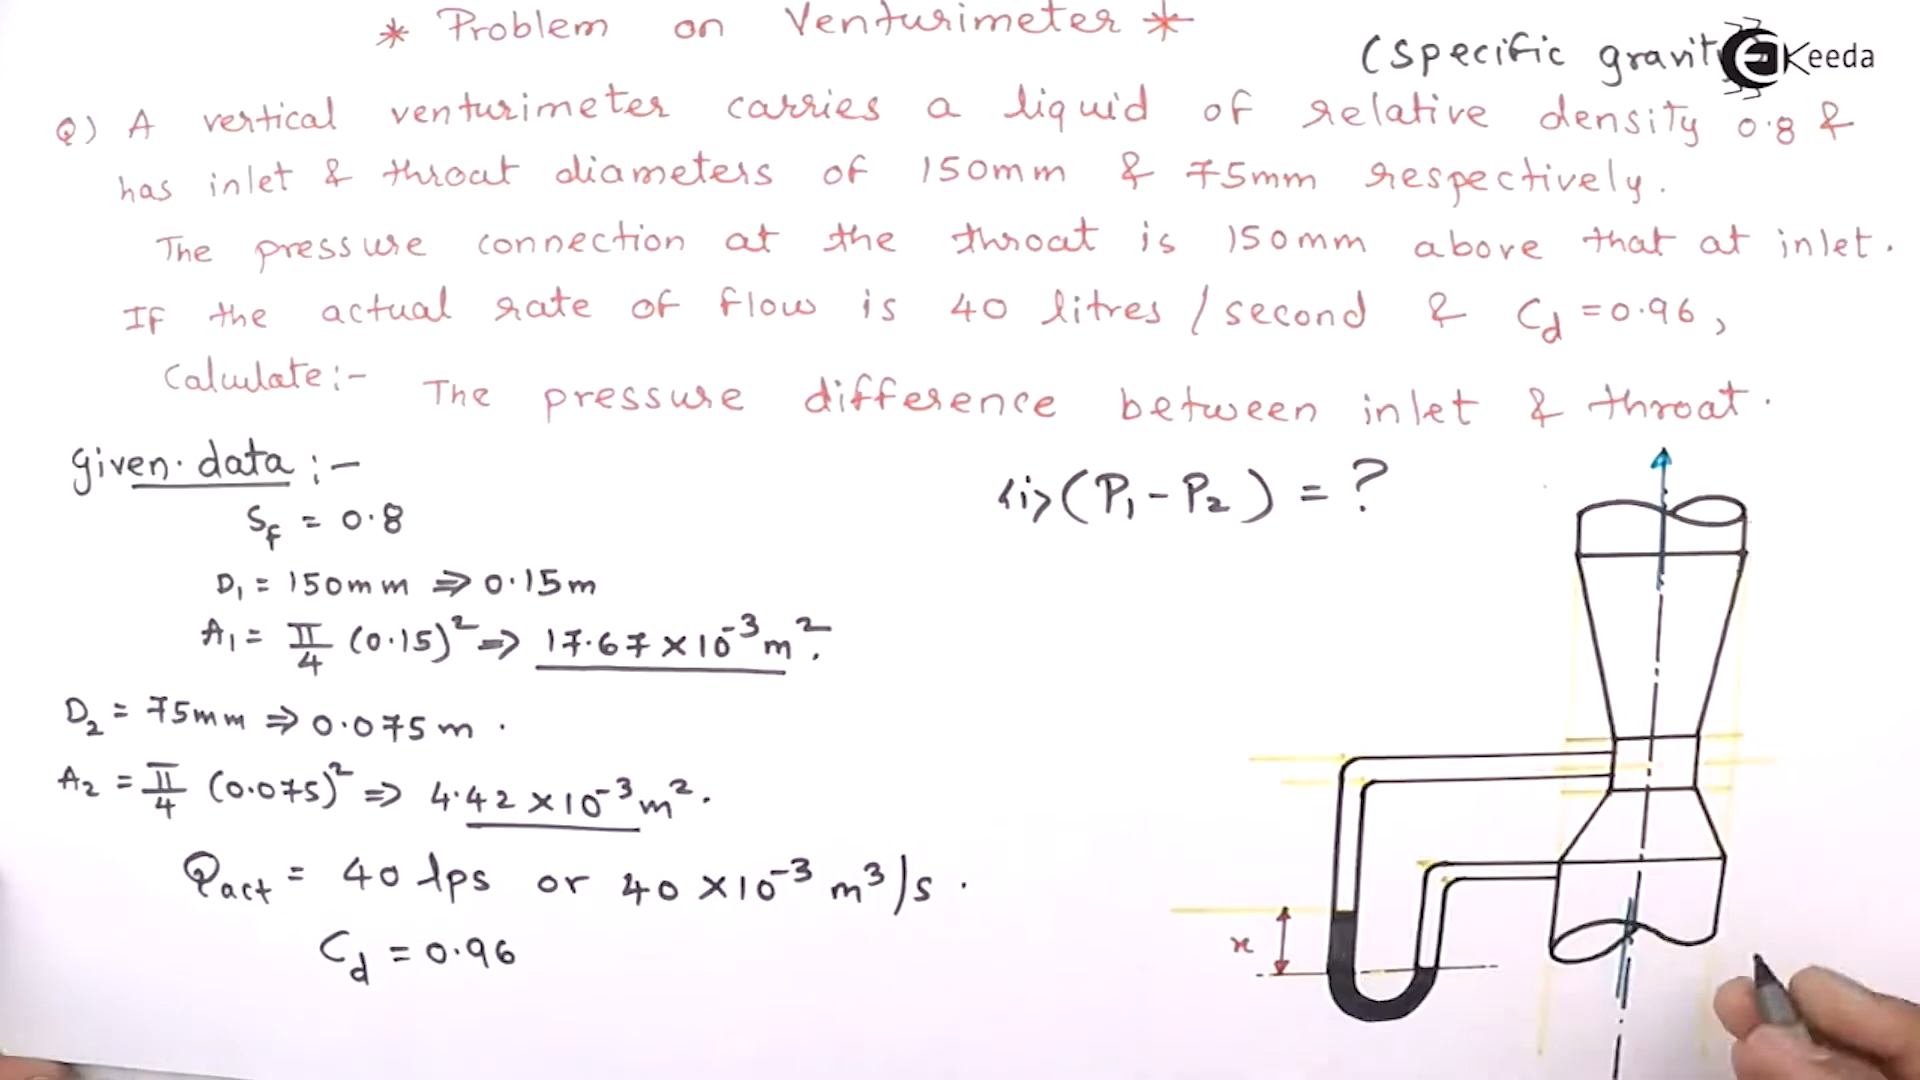 * Problem on Venturimeter *
(specific gravit
EKeeda
Q) A vertical venturimeter carries a liquid of relative density 0.8 &
has inlet & throat diameters of 150mm & 75mm respectively.
The pressure connection at the throat is 150mm above that at inlet.
If the actual rate of flow is 40 litres / second & Cd = 0.96,
Calculate :-
The pressure difference between inlet & throat.
given data :-
<i> (P₁ - P₂) = ?
Sf = 0.8
D₁ = 150mm ⇒ 0.15m
A₁ = π/4 (0.15)² ⇒ 17.67 × 10⁻³ m².
D₂ = 75mm ⇒ 0.075m .
A₂ = π/4 (0.075)² ⇒ 4.42 × 10⁻³ m².
Qact = 40 lps or 40 × 10⁻³ m³/s .
Cd = 0.96
x